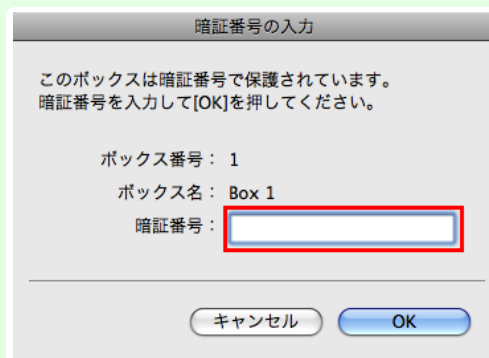 暗証番号の入力
このボックスは暗証番号で保護されています。
暗証番号を入力して[OK]を押してください。
ボックス番号： 1
ボックス名： Box 1
暗証番号：
キャンセル OK